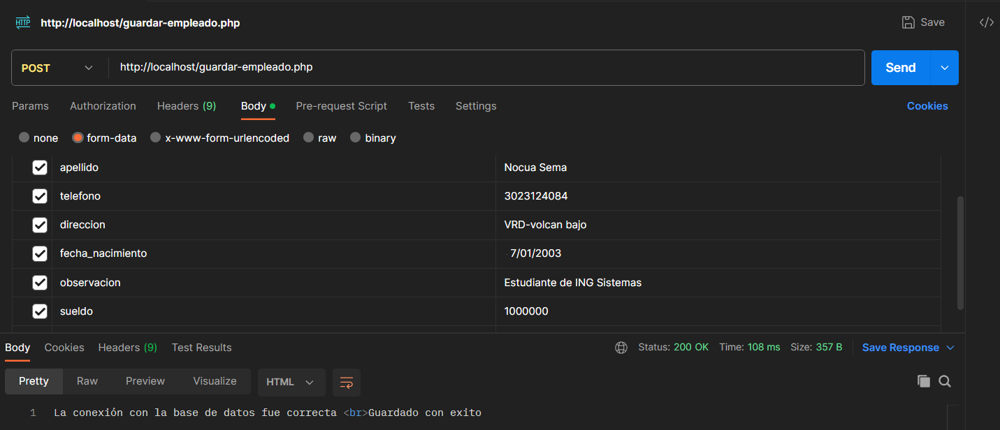 HTTP http://localhost/guardar-empleado.php Save </>
POST http://localhost/guardar-empleado.php Send
Params Authorization Headers (9) Body Pre-request Script Tests Settings Cookies
none form-data x-www-form-urlencoded raw binary
apellido Nocua Sema
telefono 3023124084
direccion VRD-volcan bajo
fecha_nacimiento 7/01/2003
observacion Estudiante de ING Sistemas
sueldo 1000000
Body Cookies Headers (9) Test Results Status: 200 OK Time: 108 ms Size: 357 B Save Response
Pretty Raw Preview Visualize HTML
1 La conexión con la base de datos fue correcta <br>Guardado con exito